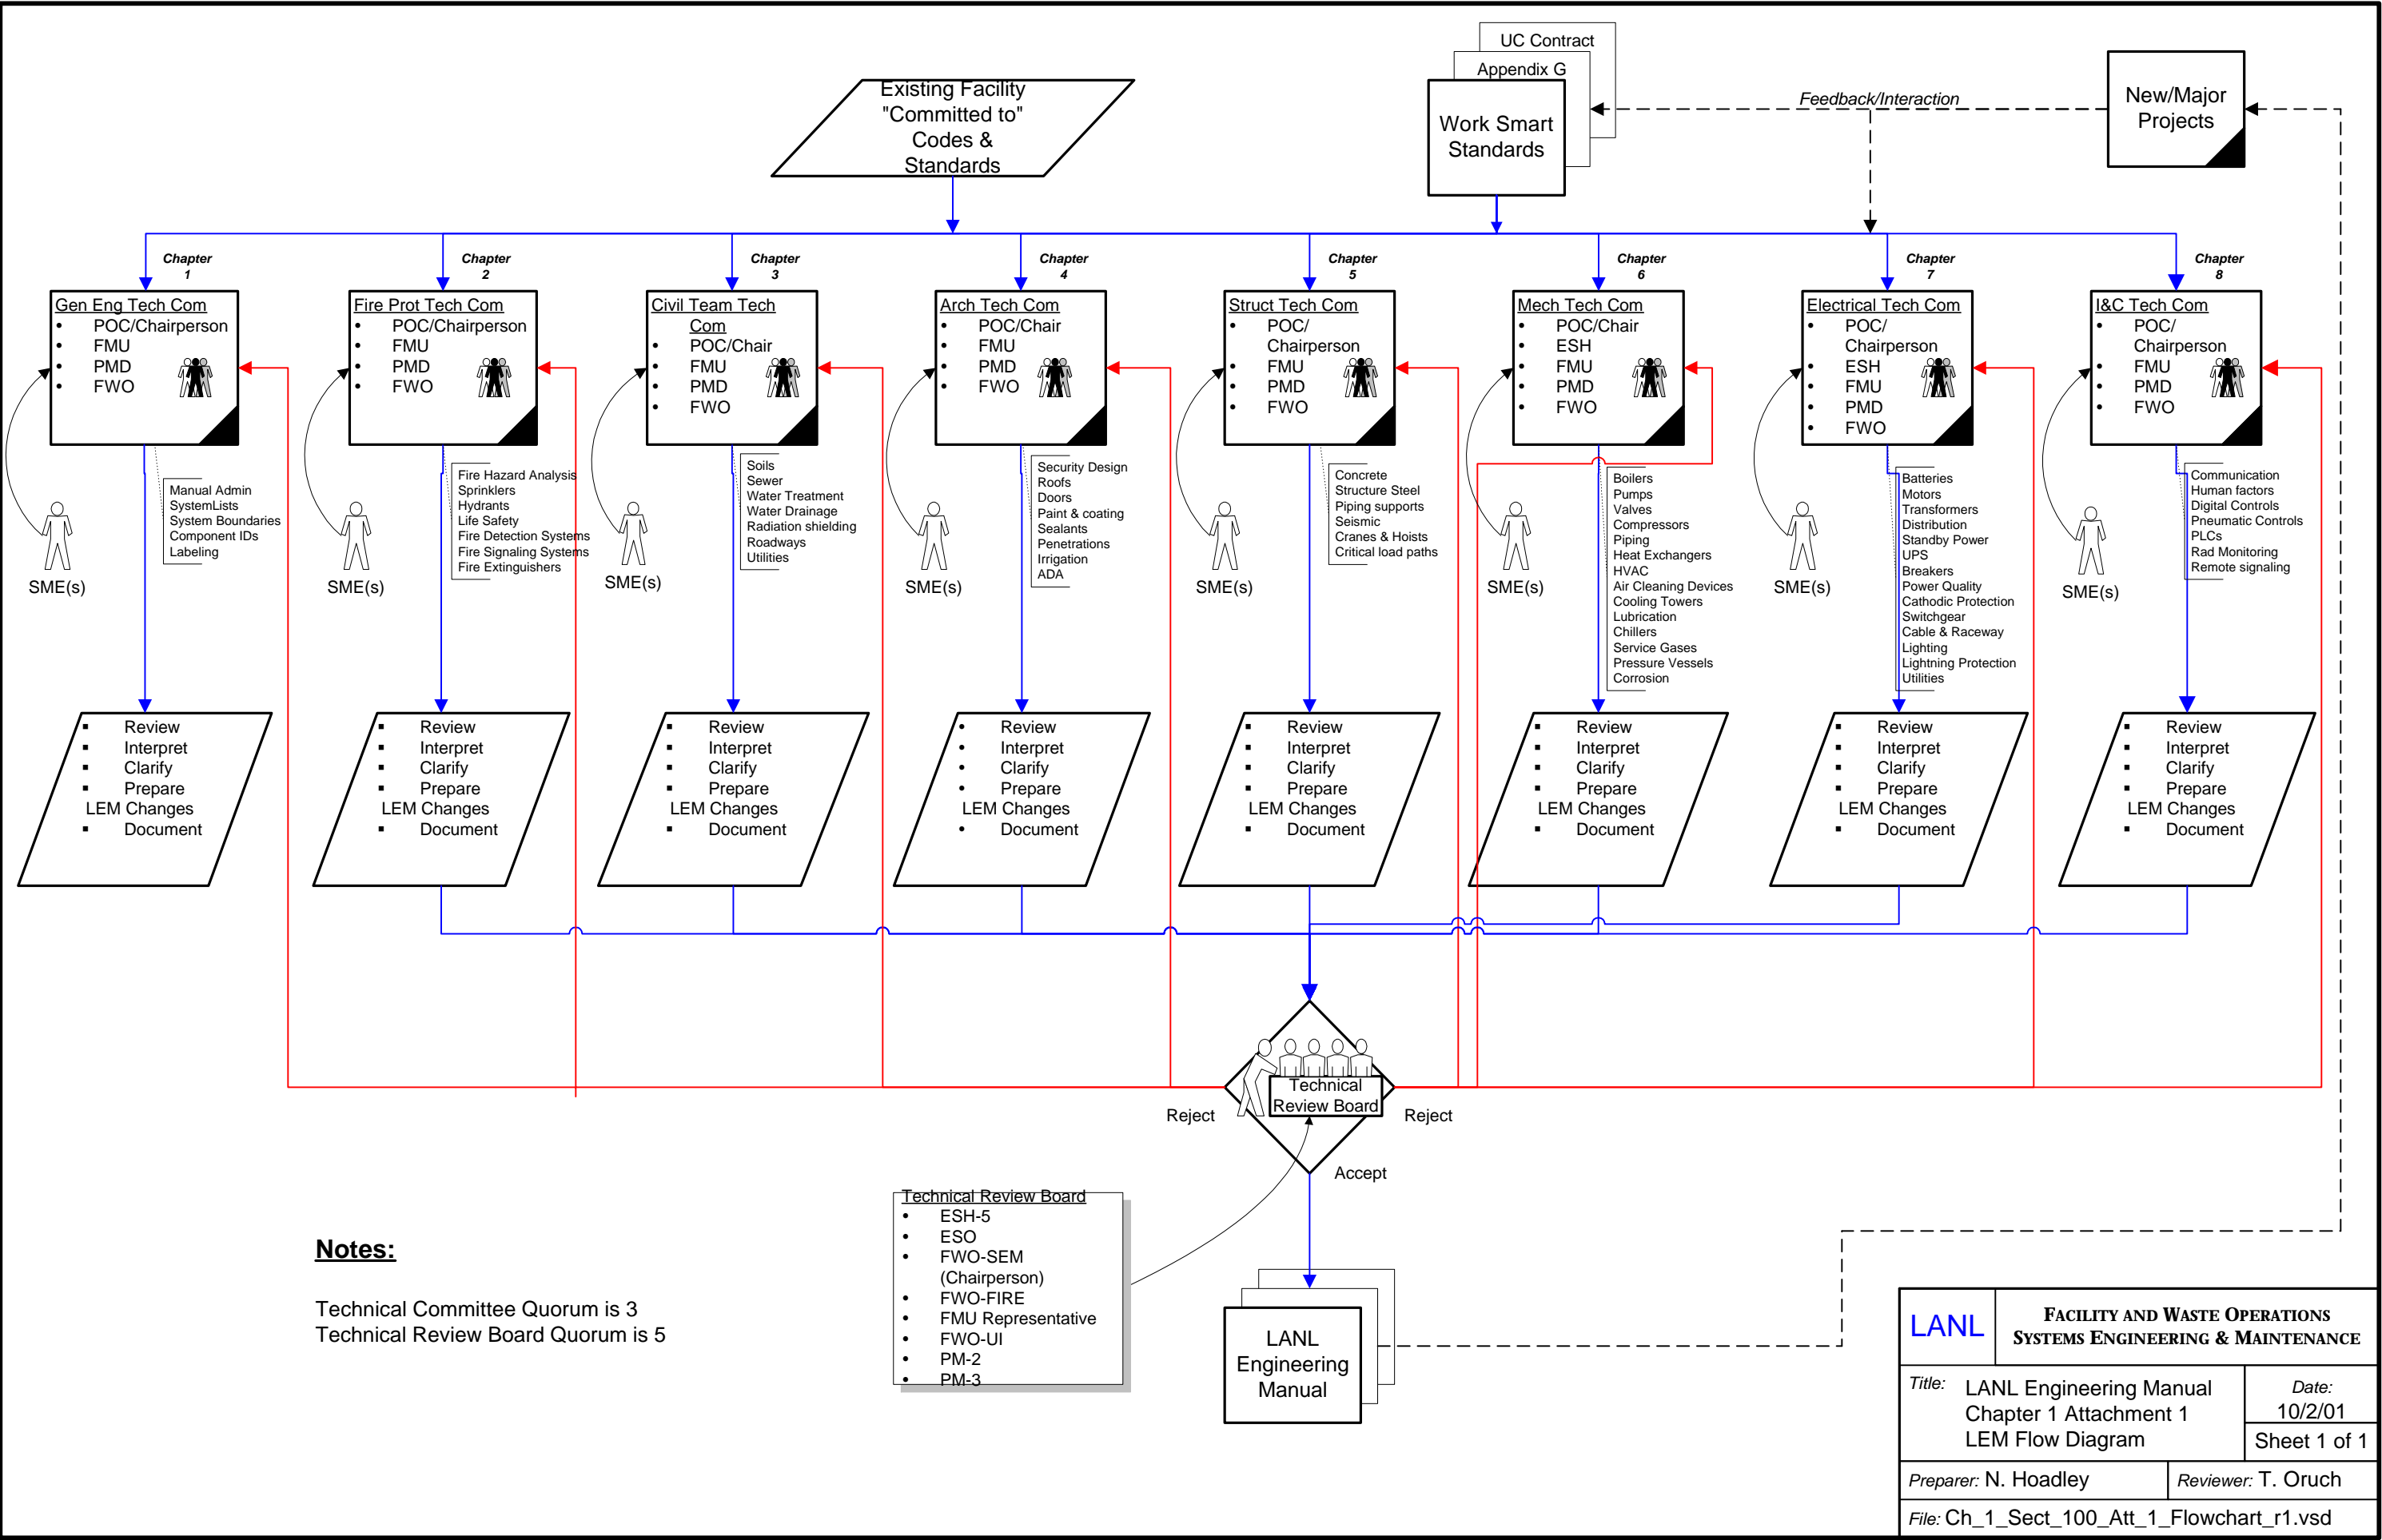 UC Contract
Appendix G
Work Smart
Standards
Existing Facility
"Committed to"
Codes &
Standards
Feedback/Interaction
New/Major
Projects
Chapter
1
Chapter
2
Chapter
3
Chapter
4
Chapter
5
Chapter
6
Chapter
7
Chapter
8
Gen Eng Tech Com
• POC/Chairperson
• FMU
• PMD
• FWO
Fire Prot Tech Com
• POC/Chairperson
• FMU
• PMD
• FWO
Civil Team Tech
Com
• POC/Chair
• FMU
• PMD
• FWO
Arch Tech Com
• POC/Chair
• FMU
• PMD
• FWO
Struct Tech Com
• POC/
Chairperson
• FMU
• PMD
• FWO
Mech Tech Com
• POC/Chair
• ESH
• FMU
• PMD
• FWO
Electrical Tech Com
• POC/
Chairperson
• ESH
• FMU
• PMD
• FWO
I&C Tech Com
• POC/
Chairperson
• FMU
• PMD
• FWO
SME(s)
Manual Admin
SystemLists
System Boundaries
Component IDs
Labeling
SME(s)
Fire Hazard Analysis
Sprinklers
Hydrants
Life Safety
Fire Detection Systems
Fire Signaling Systems
Fire Extinguishers
SME(s)
Soils
Sewer
Water Treatment
Water Drainage
Radiation shielding
Roadways
Utilities
SME(s)
Security Design
Roofs
Doors
Paint & coating
Sealants
Penetrations
Irrigation
ADA
SME(s)
Concrete
Structure Steel
Piping supports
Seismic
Cranes & Hoists
Critical load paths
SME(s)
Boilers
Pumps
Valves
Compressors
Piping
Heat Exchangers
HVAC
Air Cleaning Devices
Cooling Towers
Lubrication
Chillers
Service Gases
Pressure Vessels
Corrosion
SME(s)
Batteries
Motors
Transformers
Distribution
Standby Power
UPS
Breakers
Power Quality
Cathodic Protection
Switchgear
Cable & Raceway
Lighting
Lightning Protection
Utilities
SME(s)
Communication
Human factors
Digital Controls
Pneumatic Controls
PLCs
Rad Monitoring
Remote signaling
▪ Review
▪ Interpret
▪ Clarify
▪ Prepare
LEM Changes
▪ Document
▪ Review
▪ Interpret
▪ Clarify
▪ Prepare
LEM Changes
▪ Document
▪ Review
▪ Interpret
▪ Clarify
▪ Prepare
LEM Changes
▪ Document
• Review
• Interpret
• Clarify
• Prepare
LEM Changes
• Document
▪ Review
▪ Interpret
▪ Clarify
▪ Prepare
LEM Changes
▪ Document
▪ Review
▪ Interpret
▪ Clarify
▪ Prepare
LEM Changes
▪ Document
▪ Review
▪ Interpret
▪ Clarify
▪ Prepare
LEM Changes
▪ Document
▪ Review
▪ Interpret
▪ Clarify
▪ Prepare
LEM Changes
▪ Document
Technical
Review Board
Reject
Reject
Accept
Technical Review Board
• ESH-5
• ESO
• FWO-SEM
(Chairperson)
• FWO-FIRE
• FMU Representative
• FWO-UI
• PM-2
• PM-3
Notes:
Technical Committee Quorum is 3
Technical Review Board Quorum is 5
LANL
Engineering
Manual
LANL
FACILITY AND WASTE OPERATIONS
SYSTEMS ENGINEERING & MAINTENANCE
Title: LANL Engineering Manual
Chapter 1 Attachment 1
LEM Flow Diagram
Date:
10/2/01
Sheet 1 of 1
Preparer: N. Hoadley
Reviewer: T. Oruch
File: Ch_1_Sect_100_Att_1_Flowchart_r1.vsd